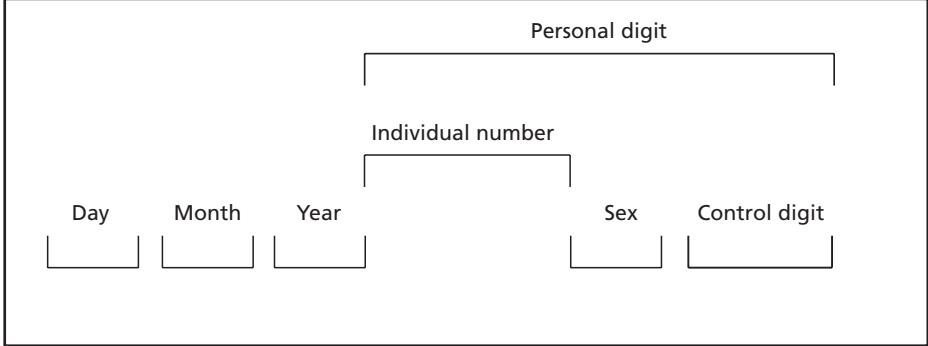 Personal digit
Individual number
Day Month Year Sex Control digit